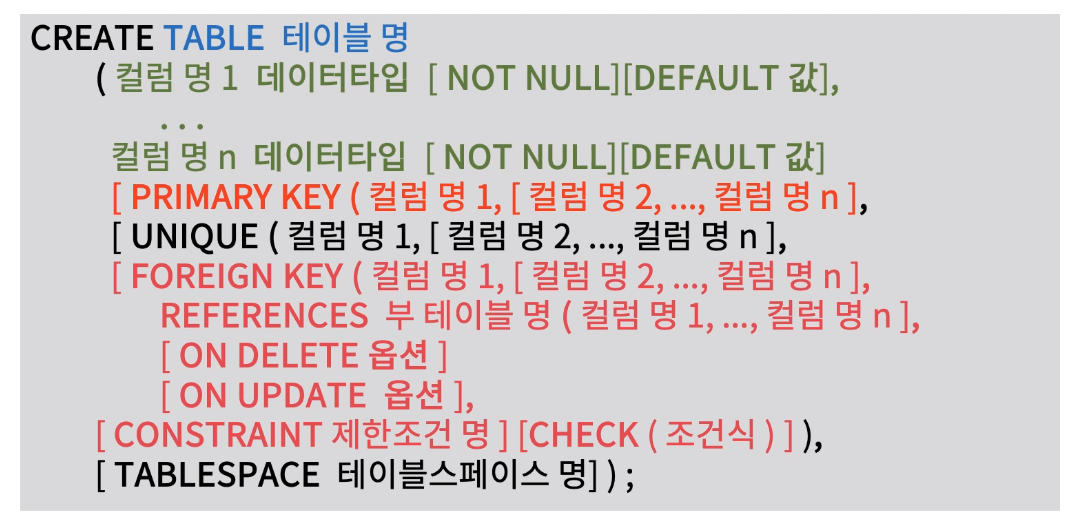 CREATE TABLE 테이블 명
( 컬럼 명 1 데이터타입 [ NOT NULL][DEFAULT 값],
. . .
컬럼 명 n 데이터타입 [ NOT NULL][DEFAULT 값]
[ PRIMARY KEY ( 컬럼 명 1, [ 컬럼 명 2, ..., 컬럼 명 n ],
[ UNIQUE ( 컬럼 명 1, [ 컬럼 명 2, ..., 컬럼 명 n ],
[ FOREIGN KEY ( 컬럼 명 1, [ 컬럼 명 2, ..., 컬럼 명 n ],
REFERENCES 부 테이블 명 ( 컬럼 명 1, ..., 컬럼 명 n ],
[ ON DELETE 옵션 ]
[ ON UPDATE 옵션 ],
[ CONSTRAINT 제한조건 명 ] [CHECK ( 조건식 ) ] ),
[ TABLESPACE 테이블스페이스 명] ) ;